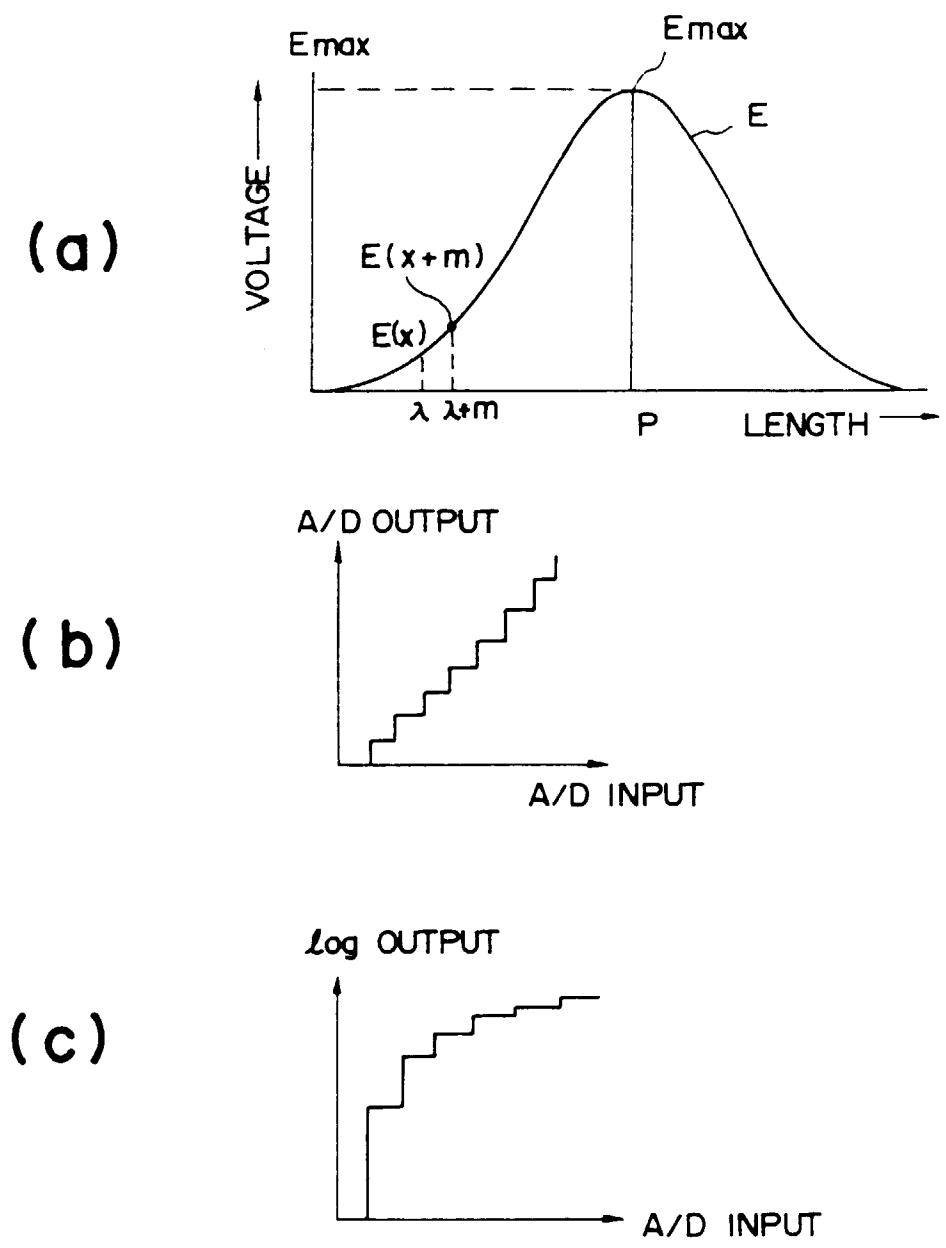 Emax
Emax
E
VOLTAGE
(a)
E(x+m)
E(x)
λ λ+m
P
LENGTH
A/D OUTPUT
(b)
A/D INPUT
log OUTPUT
(c)
A/D INPUT